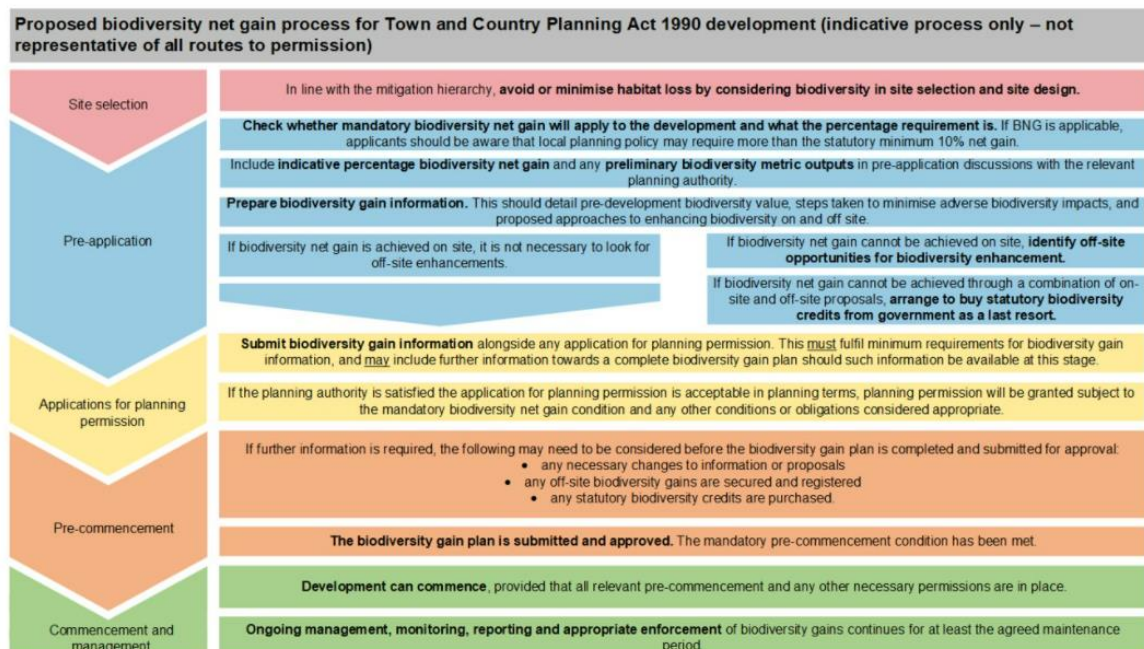 Proposed biodiversity net gain process for Town and Country Planning Act 1990 development (indicative process only – not
representative of all routes to permission)
Site selection
In line with the mitigation hierarchy, avoid or minimise habitat loss by considering biodiversity in site selection and site design.
Pre-application
Check whether mandatory biodiversity net gain will apply to the development and what the percentage requirement is. If BNG is applicable,
applicants should be aware that local planning policy may require more than the statutory minimum 10% net gain.
Include indicative percentage biodiversity net gain and any preliminary biodiversity metric outputs in pre-application discussions with the relevant
planning authority.
Prepare biodiversity gain information. This should detail pre-development biodiversity value, steps taken to minimise adverse biodiversity impacts, and
proposed approaches to enhancing biodiversity on and off site.
If biodiversity net gain is achieved on site, it is not necessary to look for
off-site enhancements.
If biodiversity net gain cannot be achieved on site, identify off-site
opportunities for biodiversity enhancement.
If biodiversity net gain cannot be achieved through a combination of on-
site and off-site proposals, arrange to buy statutory biodiversity
credits from government as a last resort.
Applications for planning
permission
Submit biodiversity gain information alongside any application for planning permission. This must fulfil minimum requirements for biodiversity gain
information, and may include further information towards a complete biodiversity gain plan should such information be available at this stage.
If the planning authority is satisfied the application for planning permission is acceptable in planning terms, planning permission will be granted subject to
the mandatory biodiversity net gain condition and any other conditions or obligations considered appropriate.
Pre-commencement
If further information is required, the following may need to be considered before the biodiversity gain plan is completed and submitted for approval:
• any necessary changes to information or proposals
• any off-site biodiversity gains are secured and registered
• any statutory biodiversity credits are purchased.
The biodiversity gain plan is submitted and approved. The mandatory pre-commencement condition has been met.
Commencement and
management
Development can commence, provided that all relevant pre-commencement and any other necessary permissions are in place.
Ongoing management, monitoring, reporting and appropriate enforcement of biodiversity gains continues for at least the agreed maintenance
period